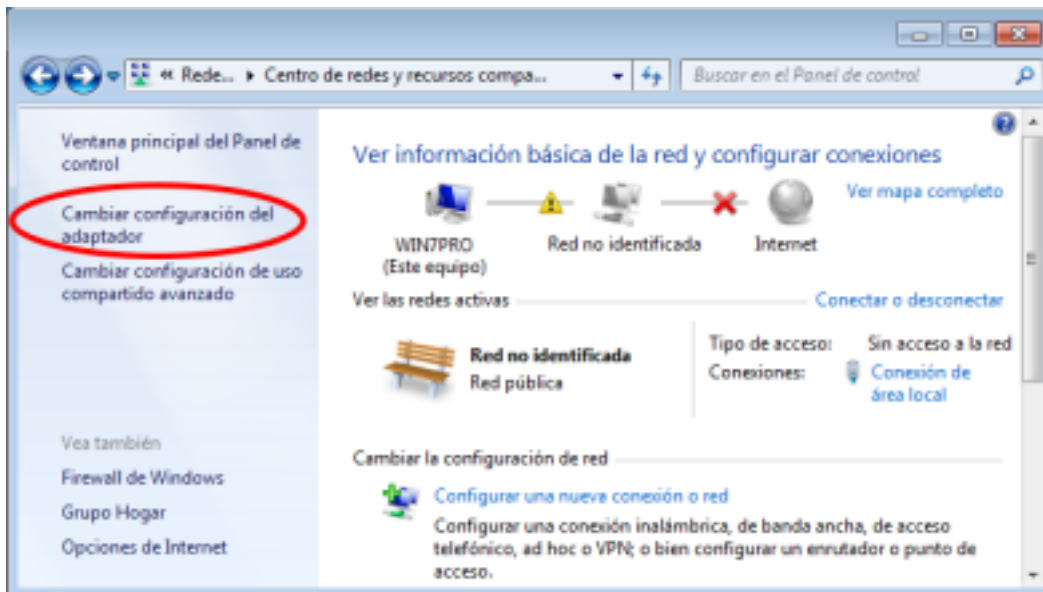 « Rede... ▸ Centro de redes y recursos compa...
Buscar en el Panel de control
Ventana principal del Panel de
control
Cambiar configuración del
adaptador
Cambiar configuración de uso
compartido avanzado
Vea también
Firewall de Windows
Grupo Hogar
Opciones de Internet
Ver información básica de la red y configurar conexiones
Ver mapa completo
WIN7PRO
(Este equipo)
Red no identificada
Internet
Ver las redes activas
Conectar o desconectar
Red no identificada
Red pública
Tipo de acceso: Sin acceso a la red
Conexiones: Conexión de
área local
Cambiar la configuración de red
Configurar una nueva conexión o red
Configurar una conexión inalámbrica, de banda ancha, de acceso
telefónico, ad hoc o VPN; o bien configurar un enrutador o punto de
acceso.